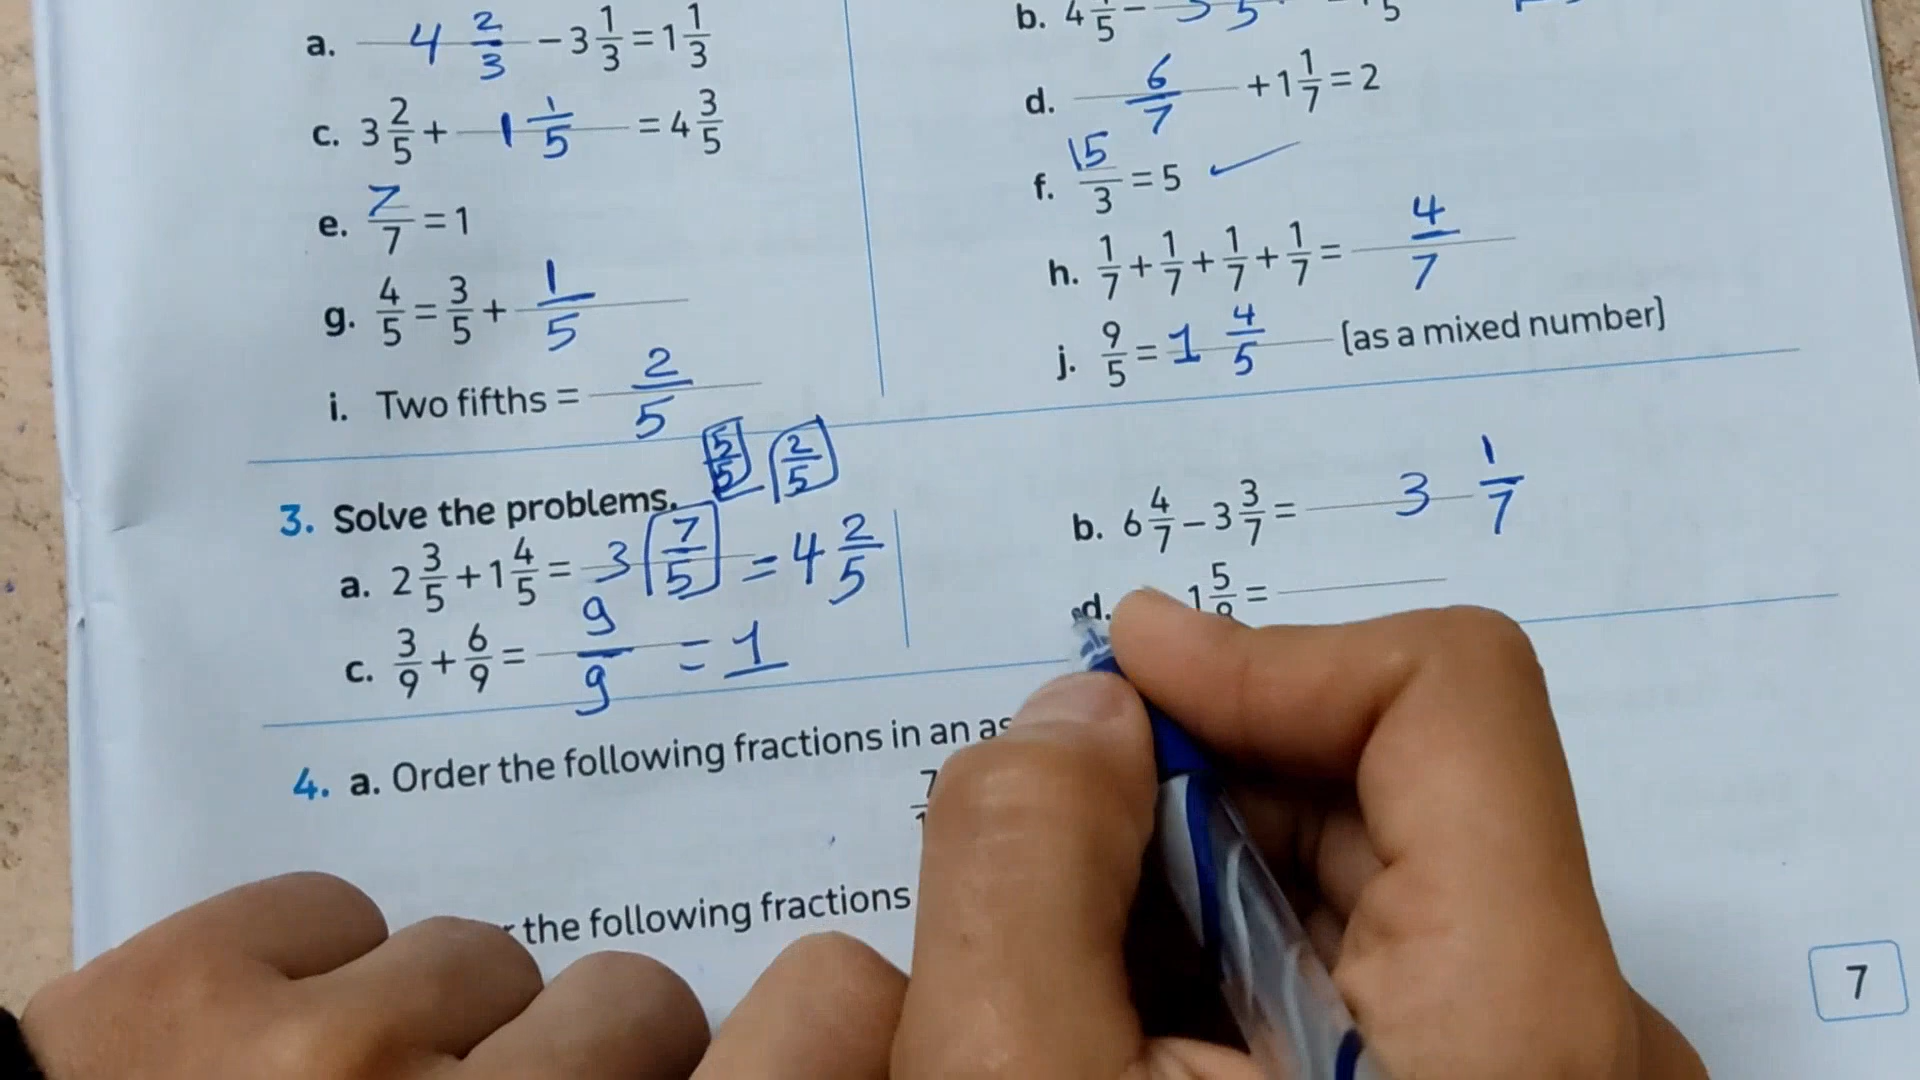 a. 4 2/3 - 3 1/3 = 1 1/3
b. 4 1/5 -
c. 3 2/5 + 1 1/5 = 4 3/5
d. 6/7 + 1 1/7 = 2
e. 7/7 = 1
f. 15/3 = 5 ✓
g. 4/5 = 3/5 + 1/5
h. 1/7 + 1/7 + 1/7 + 1/7 = 4/7
i. Two fifths = 2/5
j. 9/5 = 1 4/5 (as a mixed number)
3. Solve the problems.
5/5 2/5
a. 2 3/5 + 1 4/5 = 3 7/5 = 4 2/5
b. 6 4/7 - 3 3/7 = 3 1/7
c. 3/9 + 6/9 = 9/9 = 1
d. 1 5/ =
4. a. Order the following fractions in an
7
the following fractions
7